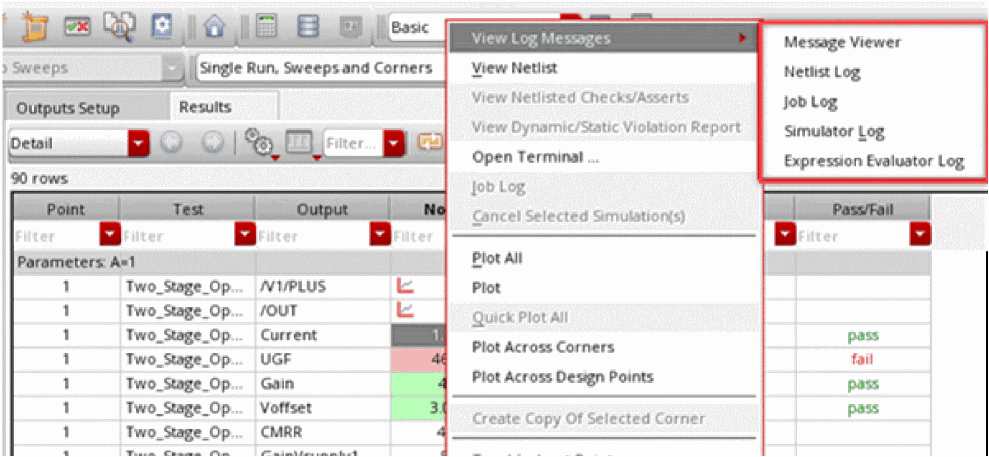 Basic
Sweeps
Single Run, Sweeps and Corners
Outputs Setup
Results
Detail
Filter...
90 rows
Point Test Output No Pass/Fail
Filter Filter Filter Filter Filter
Parameters: A=1
1 Two_Stage_Op... /V1/PLUS
1 Two_Stage_Op... /OUT
1 Two_Stage_Op... Current 1. pass
1 Two_Stage_Op... UGF 46 fail
1 Two_Stage_Op... Gain 4 pass
1 Two_Stage_Op... Voffset 3.0 pass
1 Two_Stage_Op... CMRR 4
1 Two_Stage_Op... GainVsupply1
View Log Messages
View Netlist
View Netlisted Checks/Asserts
View Dynamic/Static Violation Report
Open Terminal ...
Job Log
Cancel Selected Simulation(s)
Plot All
Plot
Quick Plot All
Plot Across Corners
Plot Across Design Points
Create Copy Of Selected Corner
Message Viewer
Netlist Log
Job Log
Simulator Log
Expression Evaluator Log